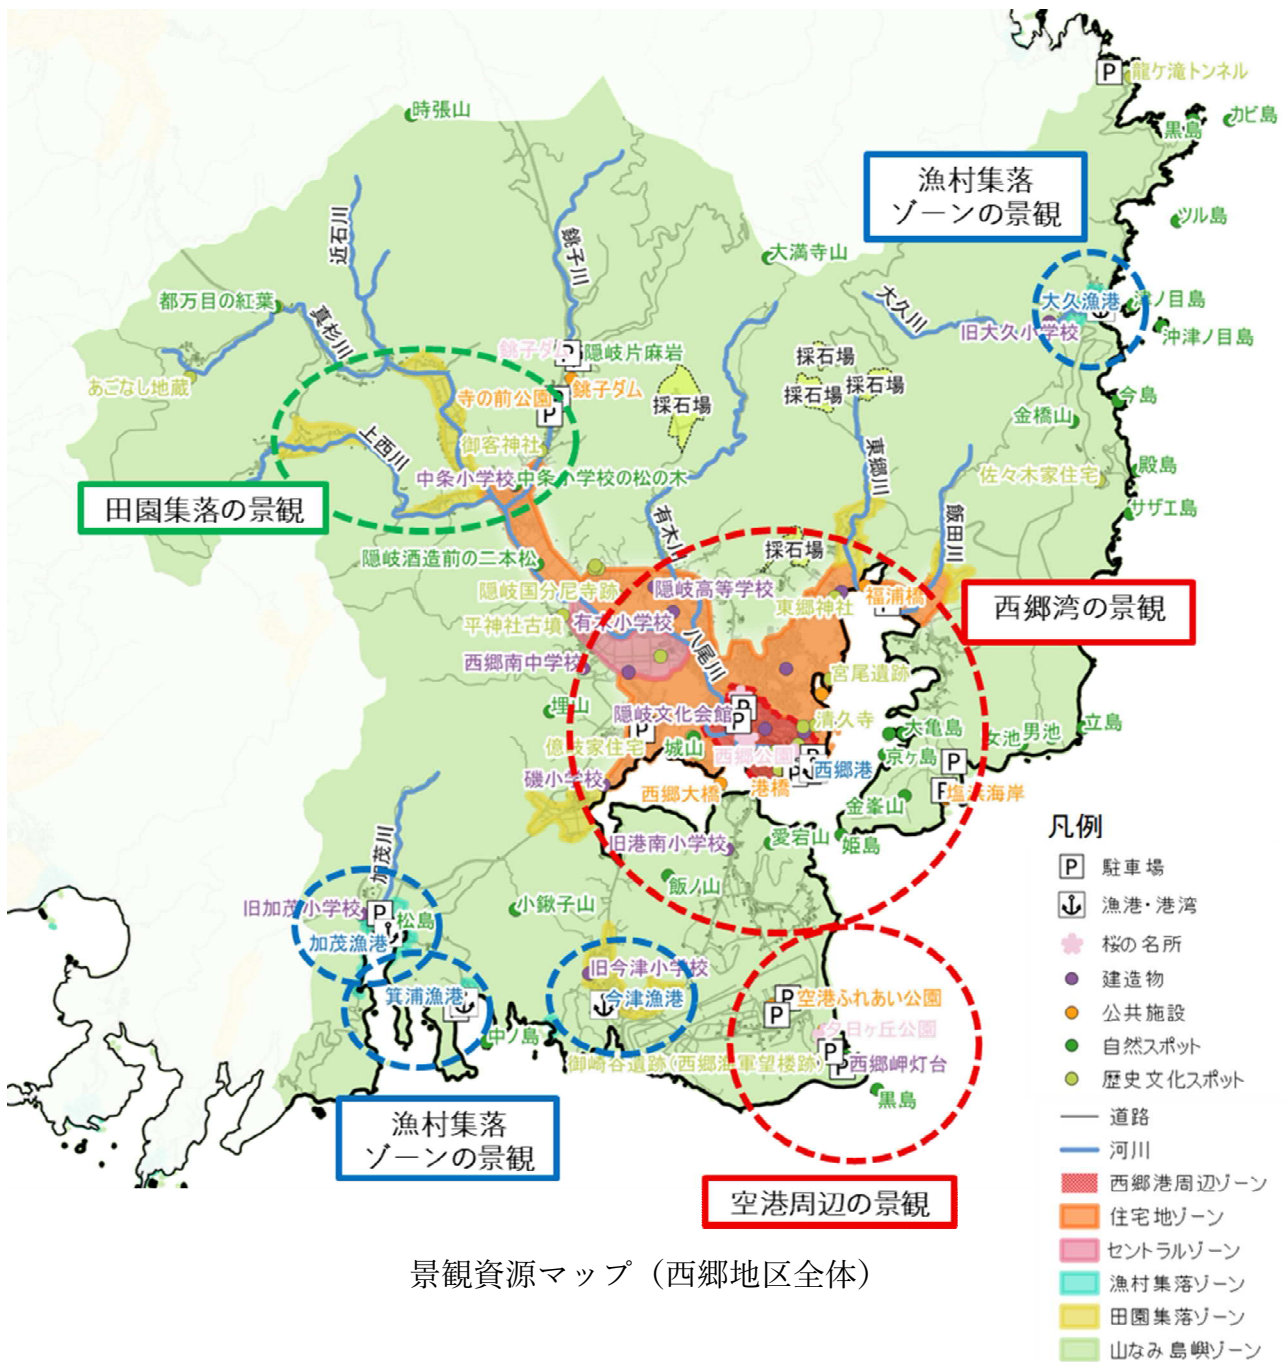 龍ケ滝トンネル
時張山
カビ島
黒島
漁村集落
ゾーンの景観
ツル島
近石川
銚子川
大満寺山
都万目の紅葉
真杉川
大久川
大久漁港
津ノ目島
旧大久小学校
沖津ノ目島
銚子ダム
隠岐片麻岩
採石場
採石場
採石場
採石場
あごなし地蔵
寺の前公園
銚子ダム
今島
金橋山
上西川
御客神社
東郷川
中条小学校
中条小学校の松の木
佐々木家住宅
殿島
田園集落の景観
サザエ島
有木川
飯田川
採石場
隠岐酒造前の二本松
隠岐国分尼寺跡
隠岐高等学校
東郷神社
福浦橋
西郷湾の景観
平神社古墳
有木小学校
八尾川
西郷南中学校
宮尾遺跡
埋山
隠岐文化会館
清久寺
大亀島
女池
男池
立島
億岐家住宅
城山
西郷公園
京ヶ島
西郷港
磯小学校
西郷大橋
港橋
金峯山
塩浜海岸
旧港南小学校
愛宕山
姫島
加茂川
飯ノ山
旧加茂小学校
松島
小鍬子山
加茂漁港
旧今津小学校
箕浦漁港
今津漁港
空港ふれあい公園
中ノ島
夕日ヶ丘公園
御崎谷遺跡(西郷海軍望楼跡)
西郷岬灯台
黒島
漁村集落
ゾーンの景観
空港周辺の景観
凡例
P 駐車場
漁港・港湾
桜の名所
建造物
公共施設
自然スポット
歴史文化スポット
道路
河川
西郷港周辺ゾーン
住宅地ゾーン
セントラルゾーン
漁村集落ゾーン
田園集落ゾーン
山なみ島嶼ゾーン
景観資源マップ（西郷地区全体）